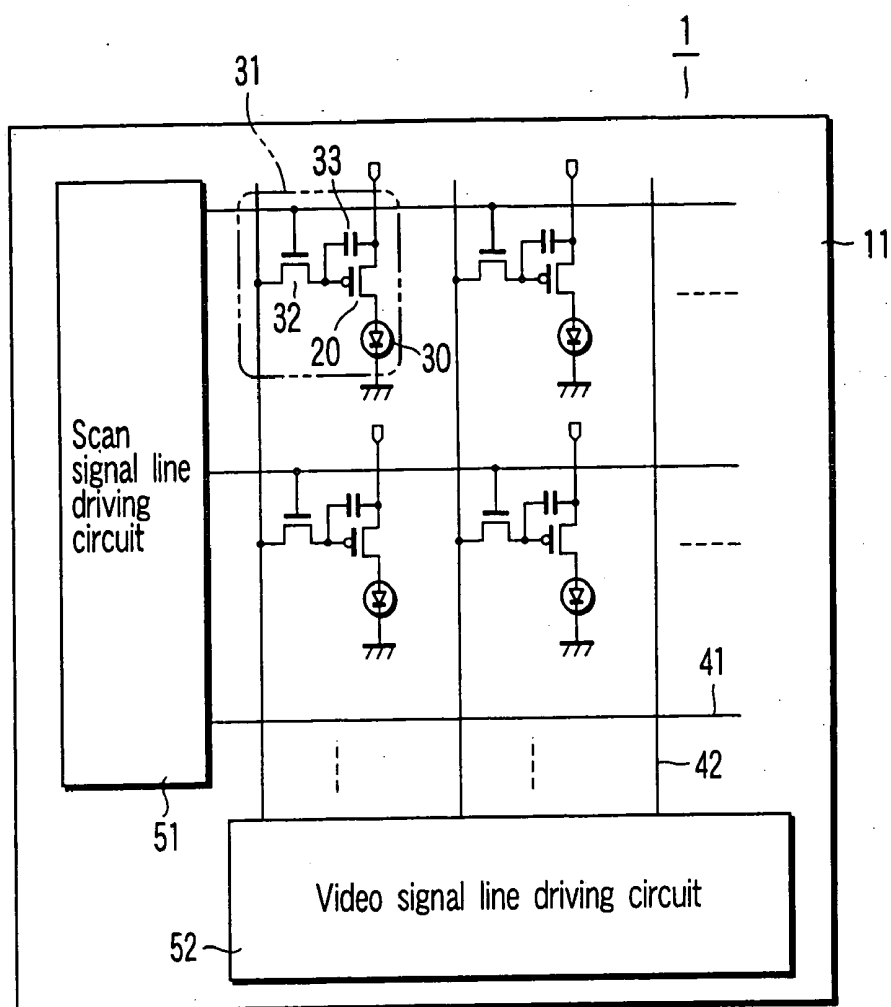 1
31
33
11
32
20
30
Scan
signal line
driving
circuit
41
42
51
Video signal line driving circuit
52